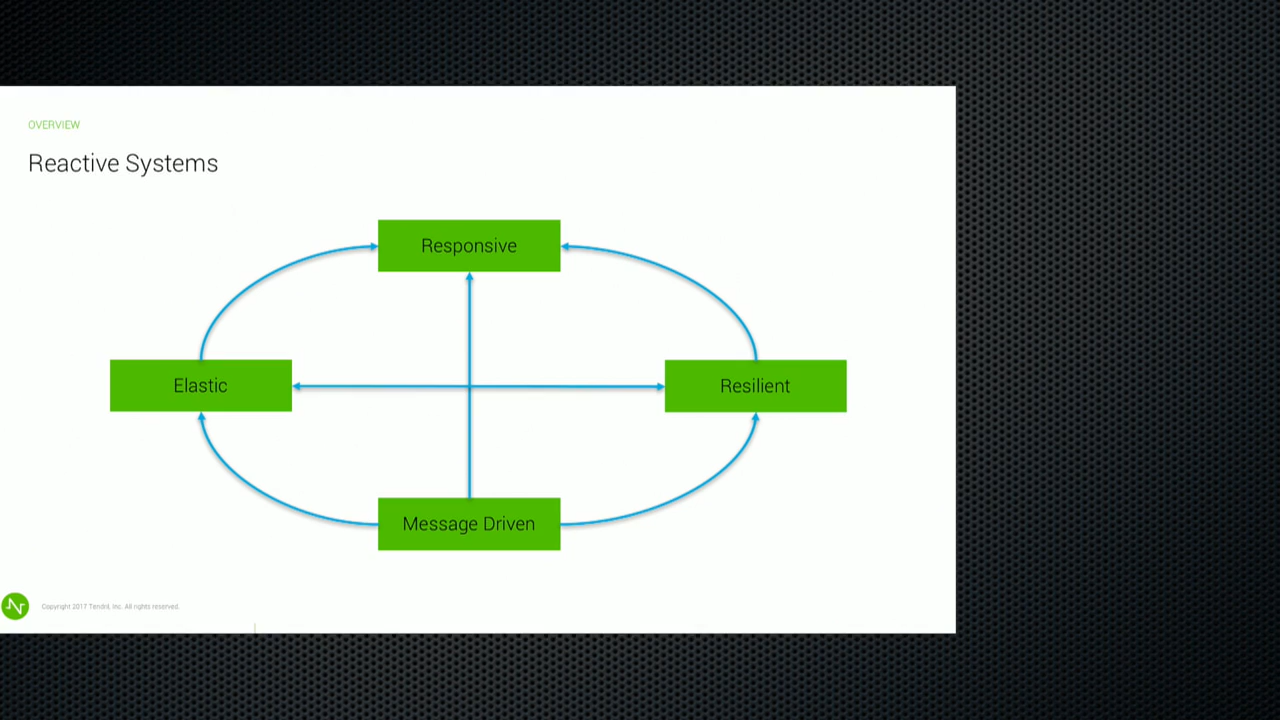 OVERVIEW
Reactive Systems
Responsive
Elastic
Resilient
Message Driven
Copyright 2017 Tendril, Inc. All rights reserved.